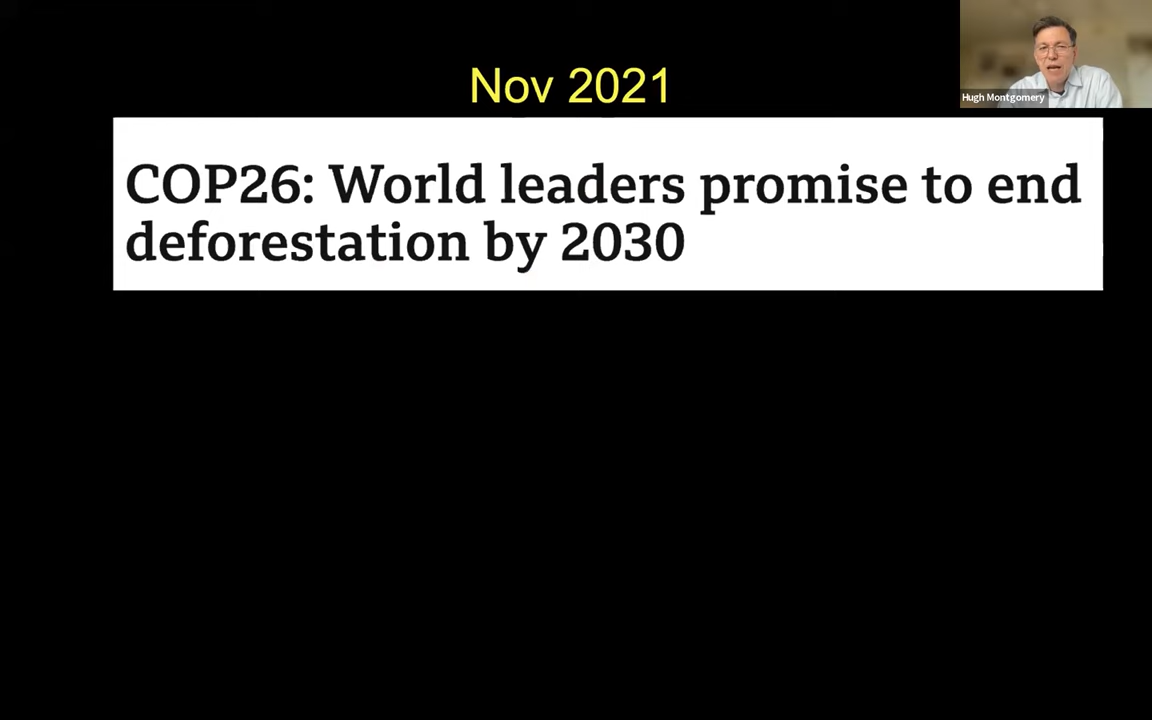 Nov 2021
Hugh Montgomery
COP26: World leaders promise to end
deforestation by 2030